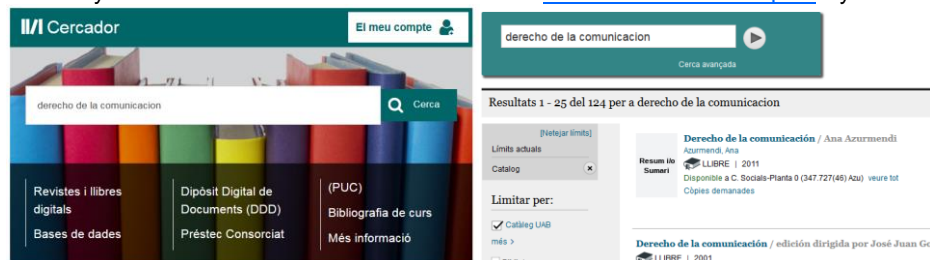 Cercador
El meu compte
derecho de la comunicacion
Cerca
Revistes i llibres
digitals
Bases de dades
Dipòsit Digital de
Documents (DDD)
Préstec Consorciat
(PUC)
Bibliografia de curs
Més informació
derecho de la comunicacion
Cerca avançada
Resultats 1 - 25 del 124 per a derecho de la comunicacion
[Netejar límits]
Límits actuals
Catalog
Limitar per:
Catàleg UAB
més >
Resum i/o
Sumari
Derecho de la comunicación / Ana Azurmendi
Azurmendi, Ana
LLIBRE | 2011
Disponible a C. Socials-Planta 0 (347.727(46) Azu) veure tot
Còpies demanades
Derecho de la comunicación / edición dirigida por José Juan
LLIBRE | 2001